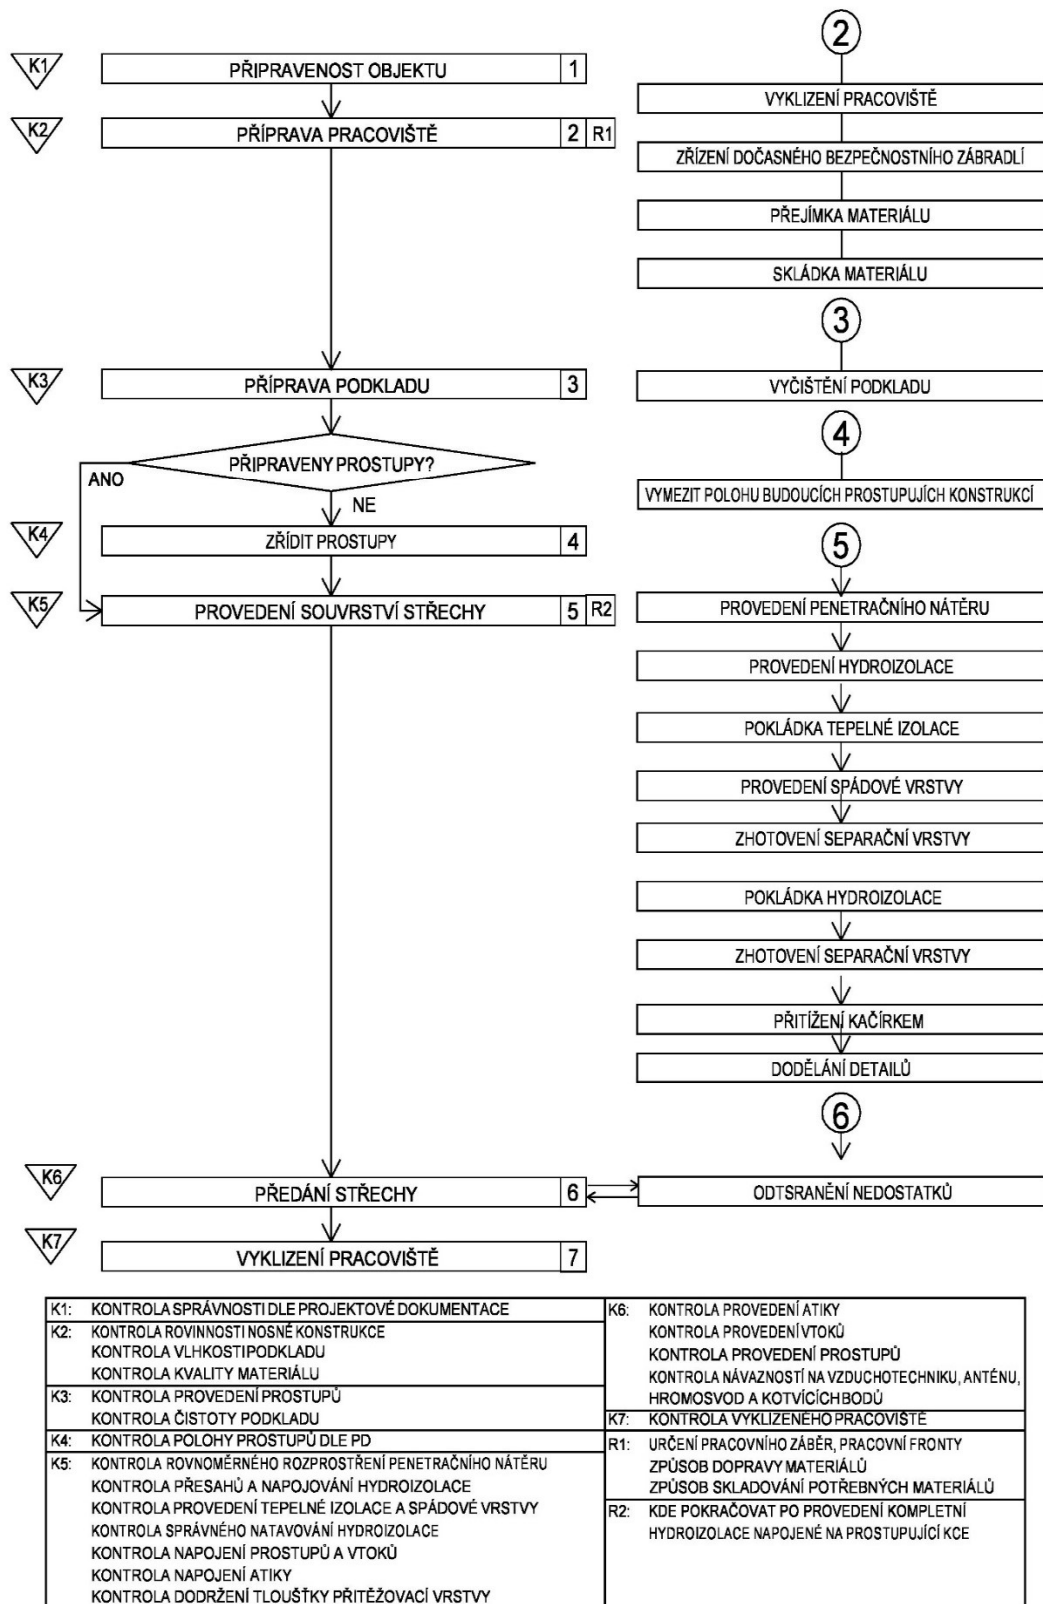 K1
PŘIPRAVENOST OBJEKTU 1
K2
PŘÍPRAVA PRACOVIŠTĚ 2 R1
K3
PŘÍPRAVA PODKLADU 3
PŘIPRAVENY PROSTUPY?
ANO
NE
K4
ZŘÍDIT PROSTUPY 4
K5
PROVEDENÍ SOUVRSTVÍ STŘECHY 5 R2
K6
PŘEDÁNÍ STŘECHY 6
K7
VYKLIZENÍ PRACOVIŠTĚ 7
2
VYKLIZENÍ PRACOVIŠTĚ
ZŘÍZENÍ DOČASNÉHO BEZPEČNOSTNÍHO ZÁBRADLÍ
PŘEJÍMKA MATERIÁLU
SKLÁDKA MATERIÁLU
3
VYČIŠTĚNÍ PODKLADU
4
VYMEZIT POLOHU BUDOUCÍCH PROSTUPUJÍCH KONSTRUKCÍ
5
PROVEDENÍ PENETRAČNÍHO NÁTĚRU
PROVEDENÍ HYDROIZOLACE
POKLÁDKA TEPELNÉ IZOLACE
PROVEDENÍ SPÁDOVÉ VRSTVY
ZHOTOVENÍ SEPARAČNÍ VRSTVY
POKLÁDKA HYDROIZOLACE
ZHOTOVENÍ SEPARAČNÍ VRSTVY
PŘITÍŽENÍ KAČÍRKEM
DODĚLÁNÍ DETAILŮ
6
ODTSRANĚNÍ NEDOSTATKŮ
K1: KONTROLA SPRÁVNOSTI DLE PROJEKTOVÉ DOKUMENTACE
K2: KONTROLA ROVINNOSTI NOSNÉ KONSTRUKCE
KONTROLA VLHKOSTI PODKLADU
KONTROLA KVALITY MATERIÁLU
K3: KONTROLA PROVEDENÍ PROSTUPŮ
KONTROLA ČISTOTY PODKLADU
K4: KONTROLA POLOHY PROSTUPŮ DLE PD
K5: KONTROLA ROVNOMĚRNÉHO ROZPROSTŘENÍ PENETRAČNÍHO NÁTĚRU
KONTROLA PŘESAHŮ A NAPOJOVÁNÍ HYDROIZOLACE
KONTROLA PROVEDENÍ TEPELNÉ IZOLACE A SPÁDOVÉ VRSTVY
KONTROLA SPRÁVNÉHO NATAVOVÁNÍ HYDROIZOLACE
KONTROLA NAPOJENÍ PROSTUPŮ A VTOKŮ
KONTROLA NAPOJENÍ ATIKY
KONTROLA DODRŽENÍ TLOUŠŤKY PŘITĚŽOVACÍ VRSTVY
K6: KONTROLA PROVEDENÍ ATIKY
KONTROLA PROVEDENÍ VTOKŮ
KONTROLA PROVEDENÍ PROSTUPŮ
KONTROLA NÁVAZNOSTÍ NA VZDUCHOTECHNIKU, ANTÉNU,
HROMOSVOD A KOTVÍCÍCH BODŮ
K7: KONTROLA VYKLIZENÉHO PRACOVIŠTĚ
R1: URČENÍ PRACOVNÍHO ZÁBĚR, PRACOVNÍ FRONTY
ZPŮSOB DOPRAVY MATERIÁLŮ
ZPŮSOB SKLADOVÁNÍ POTŘEBNÝCH MATERIÁLŮ
R2: KDE POKRAČOVAT PO PROVEDENÍ KOMPLETNÍ
HYDROIZOLACE NAPOJENÉ NA PROSTUPUJÍCÍ KCE